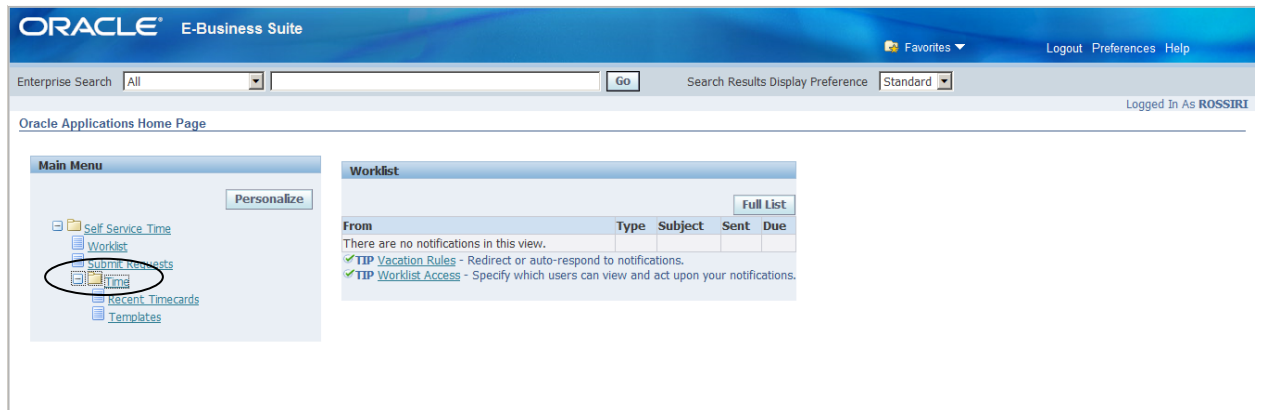 ORACLE® E-Business Suite
Favorites Logout Preferences Help
Enterprise Search All Go Search Results Display Preference Standard
Logged In As ROSSIRI
Oracle Applications Home Page
Main Menu
Personalize
Self Service Time
Worklist
Submit Requests
Time
Recent Timecards
Templates
Worklist
Full List
From Type Subject Sent Due
There are no notifications in this view.
TIP Vacation Rules - Redirect or auto-respond to notifications.
TIP Worklist Access - Specify which users can view and act upon your notifications.